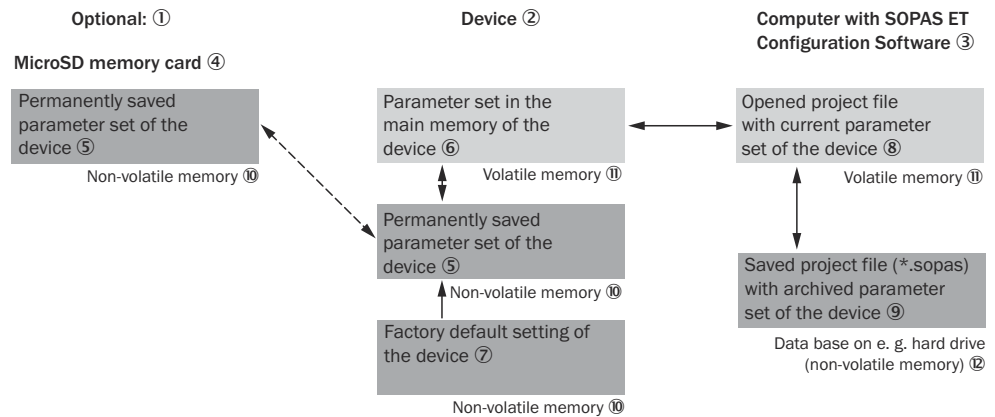 Optional: ①
MicroSD memory card ④
Permanently saved
parameter set of the
device ⑤
Non-volatile memory ⑩
Device ②
Parameter set in the
main memory of the
device ⑥
Volatile memory ⑪
Permanently saved
parameter set of the
device ⑤
Non-volatile memory ⑩
Factory default setting of
the device ⑦
Non-volatile memory ⑩
Computer with SOPAS ET
Configuration Software ③
Opened project file
with current parameter
set of the device ⑧
Volatile memory ⑪
Saved project file (*.sopas)
with archived parameter
set of the device ⑨
Data base on e. g. hard drive
(non-volatile memory) ⑫